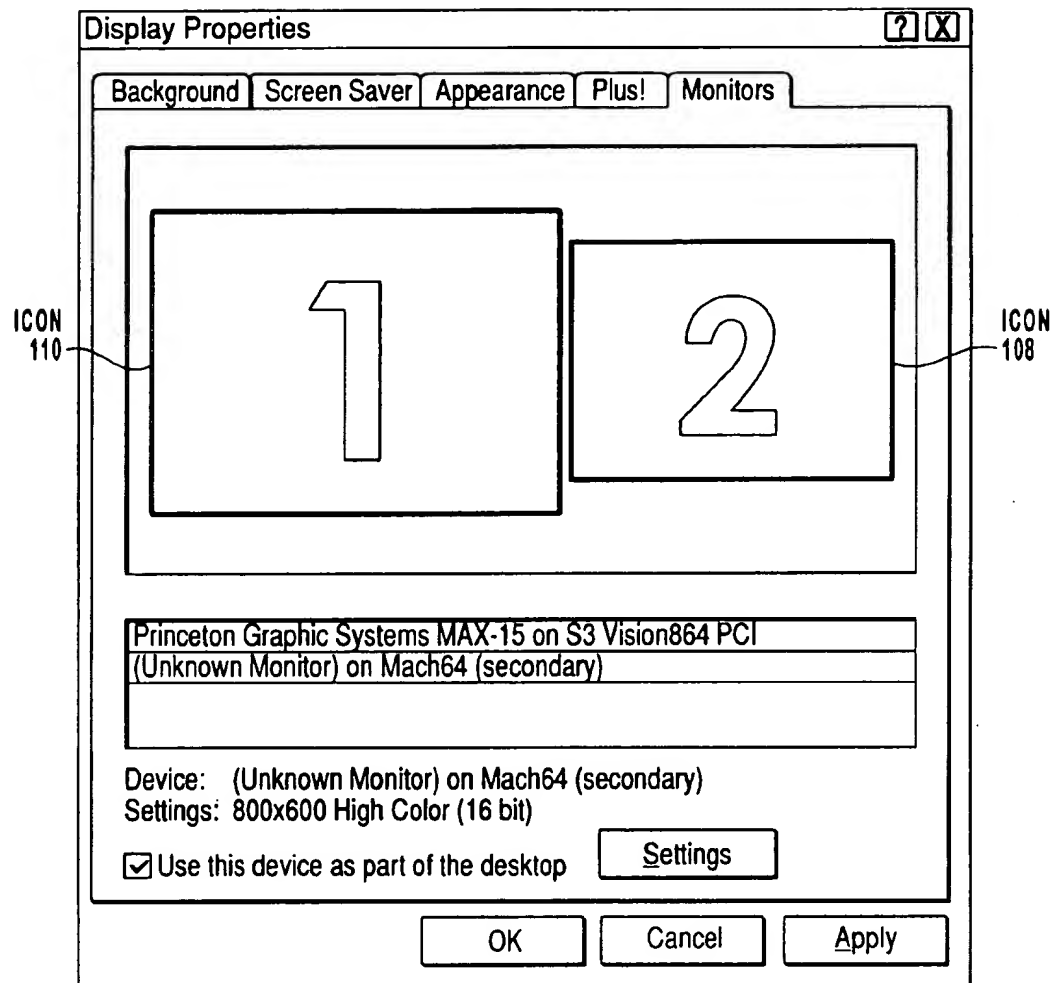 Display Properties
? X
Background Screen Saver Appearance Plus! Monitors
1
2
ICON
110
ICON
108
Princeton Graphic Systems MAX-15 on S3 Vision864 PCI
(Unknown Monitor) on Mach64 (secondary)
Device: (Unknown Monitor) on Mach64 (secondary)
Settings: 800x600 High Color (16 bit)
Use this device as part of the desktop
Settings
OK Cancel Apply